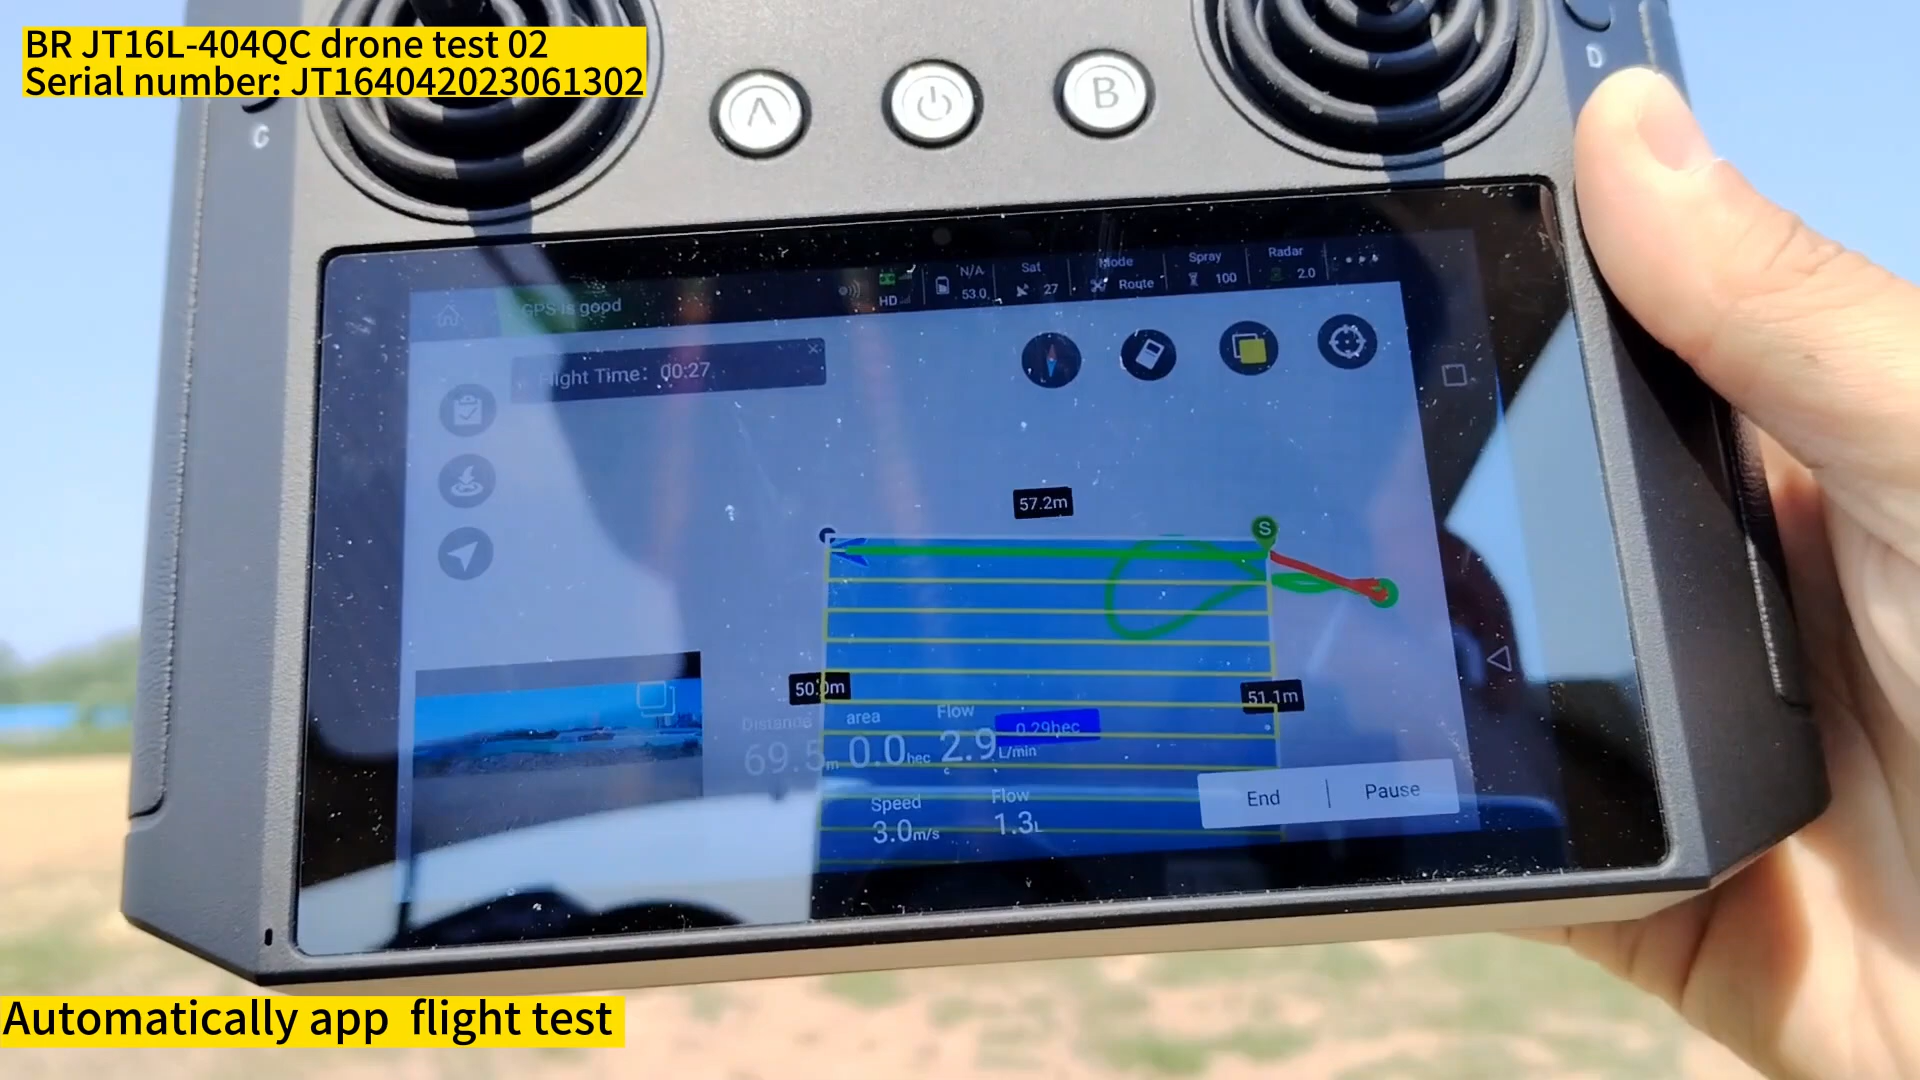 BR JT16L-404QC drone test 02
Serial number: JT164042023061302
C
A
B
D
GPS is good
HD
N/A
53.0
Sat
27
Mode
Route
Spray
100
Radar
2.0
Flight Time: 00:27
57.2m
S
50.0m
51.1m
Distance
69.5m
area
0.0hec
Flow
2.9 L/min
0.29hec
Speed
3.0m/s
Flow
1.3L
End
Pause
Automatically app flight test